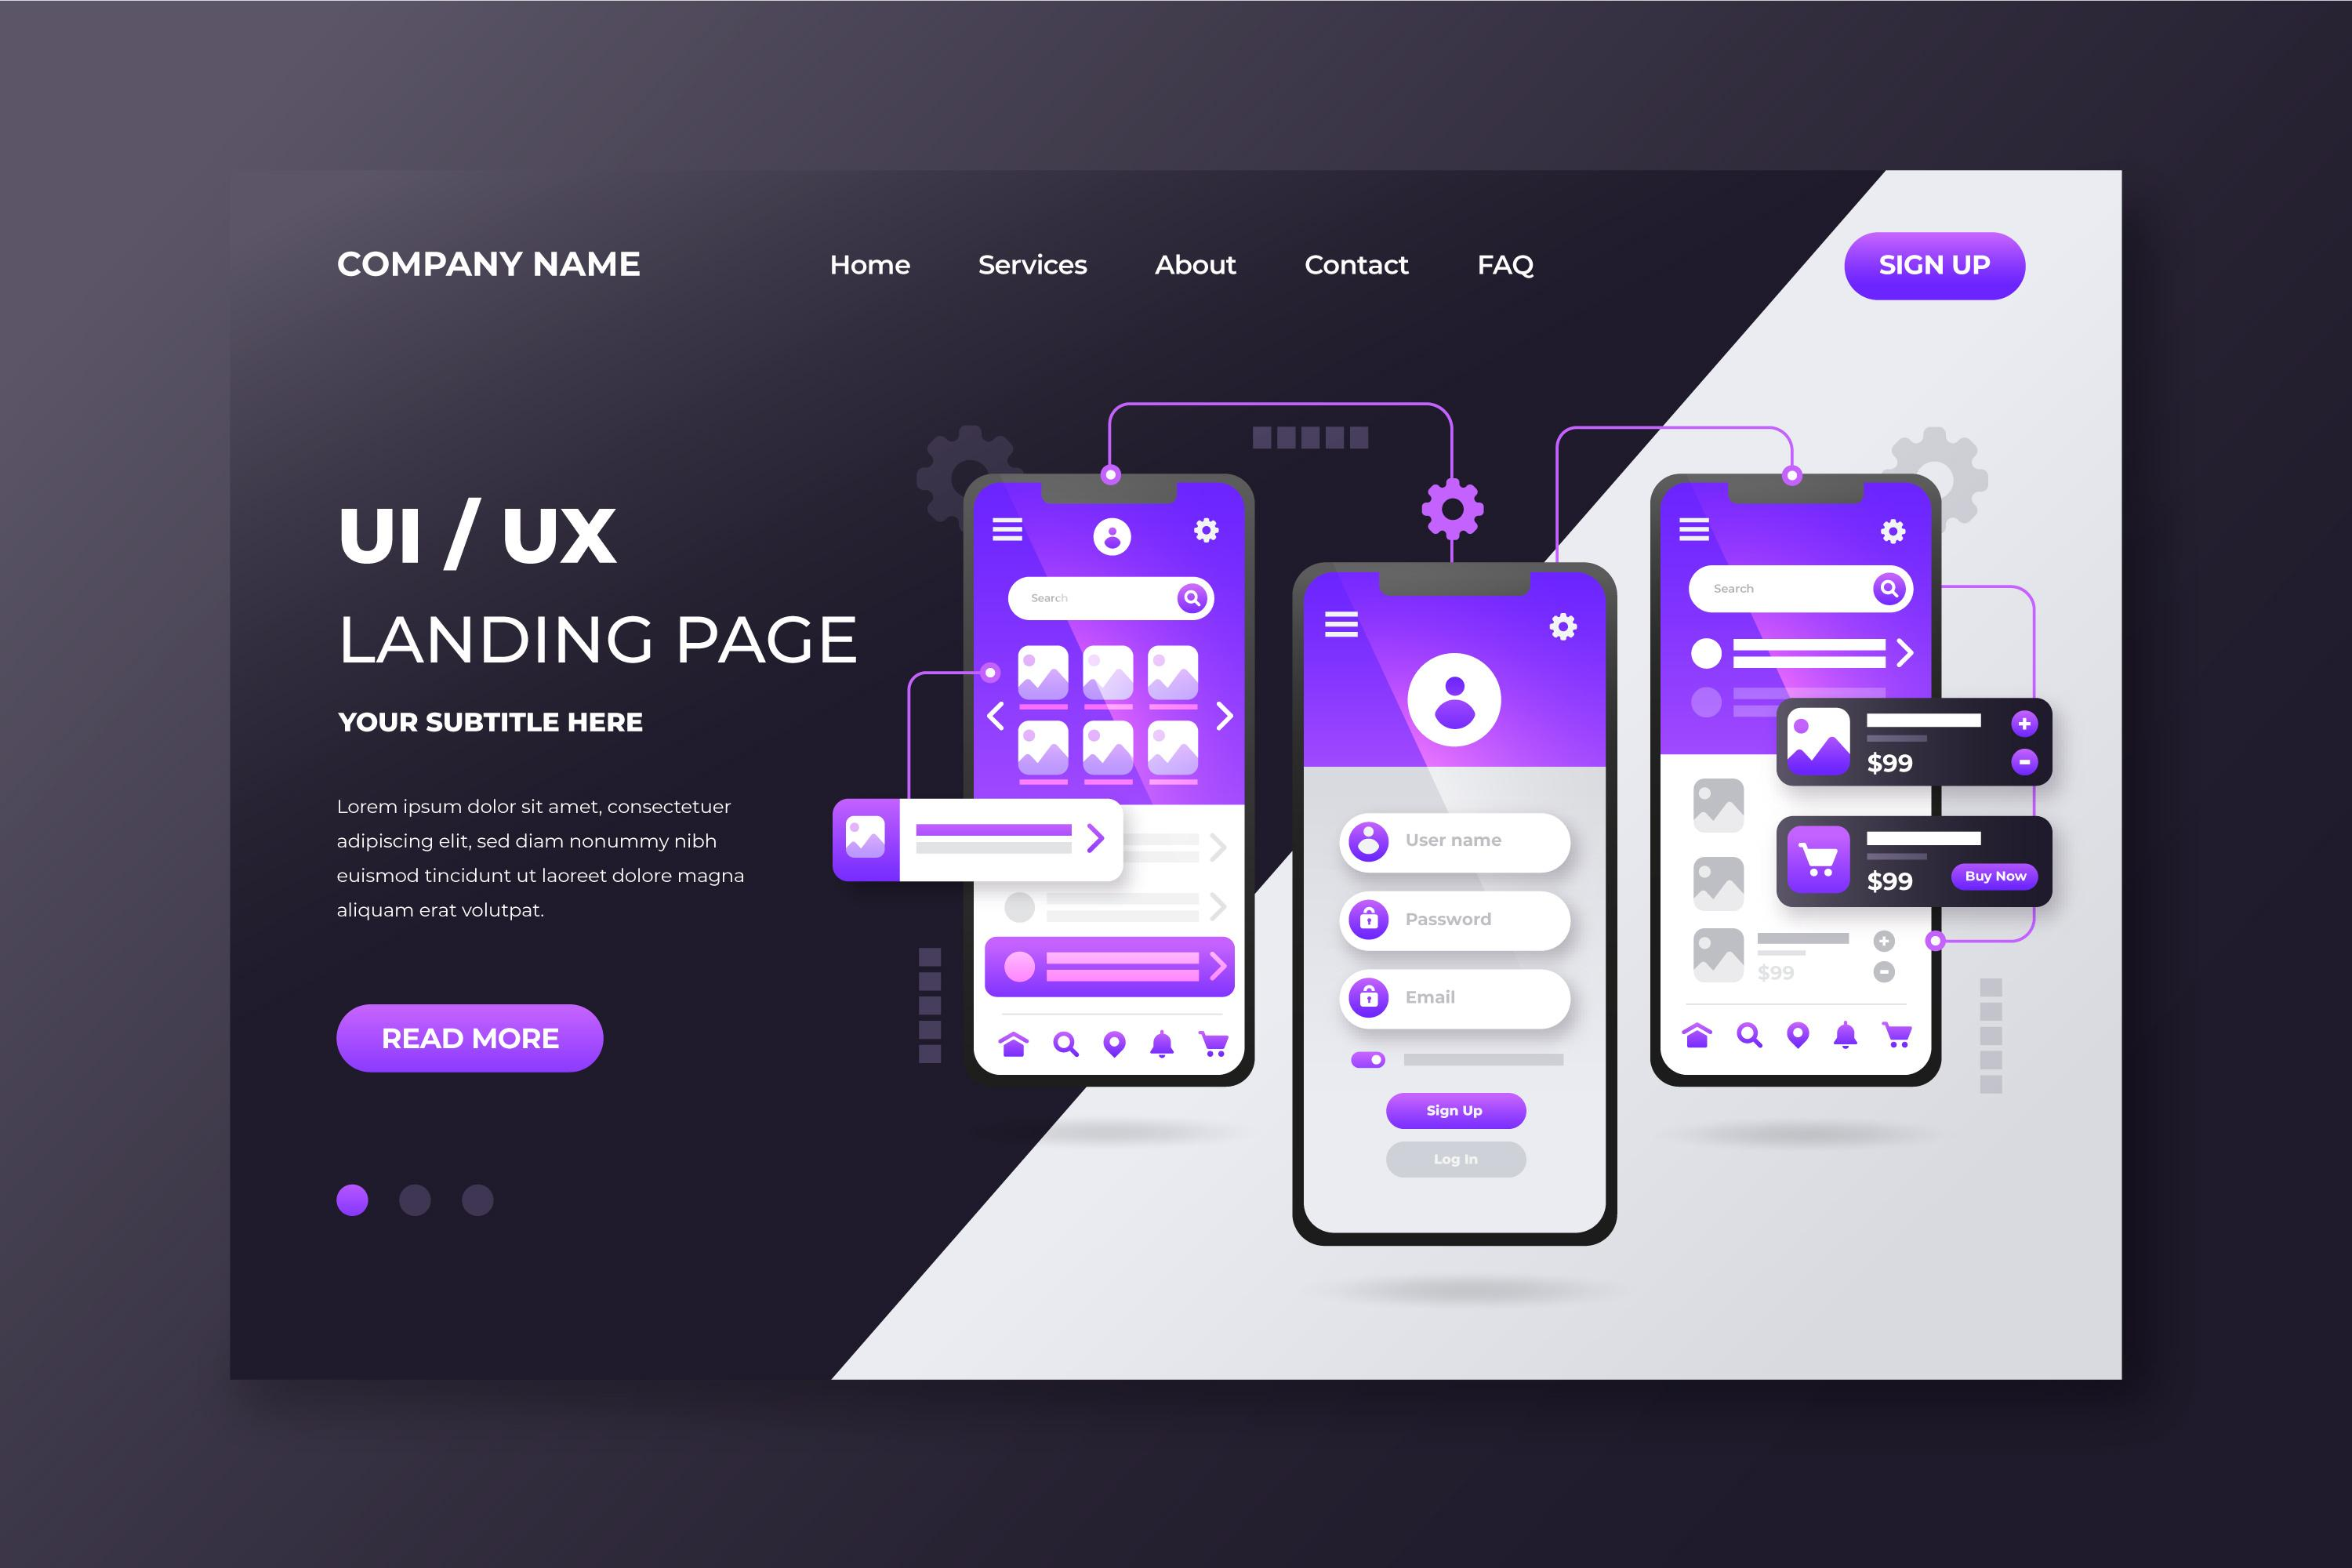 COMPANY NAME
Home Services About Contact FAQ
SIGN UP
UI / UX
LANDING PAGE
YOUR SUBTITLE HERE
Lorem ipsum dolor sit amet, consectetuer
adipiscing elit, sed diam nonummy nibh
euismod tincidunt ut laoreet dolore magna
aliquam erat volutpat.
READ MORE
Search
User name
Password
Email
Sign Up
Log In
Search
$99
$99
Buy Now
$99